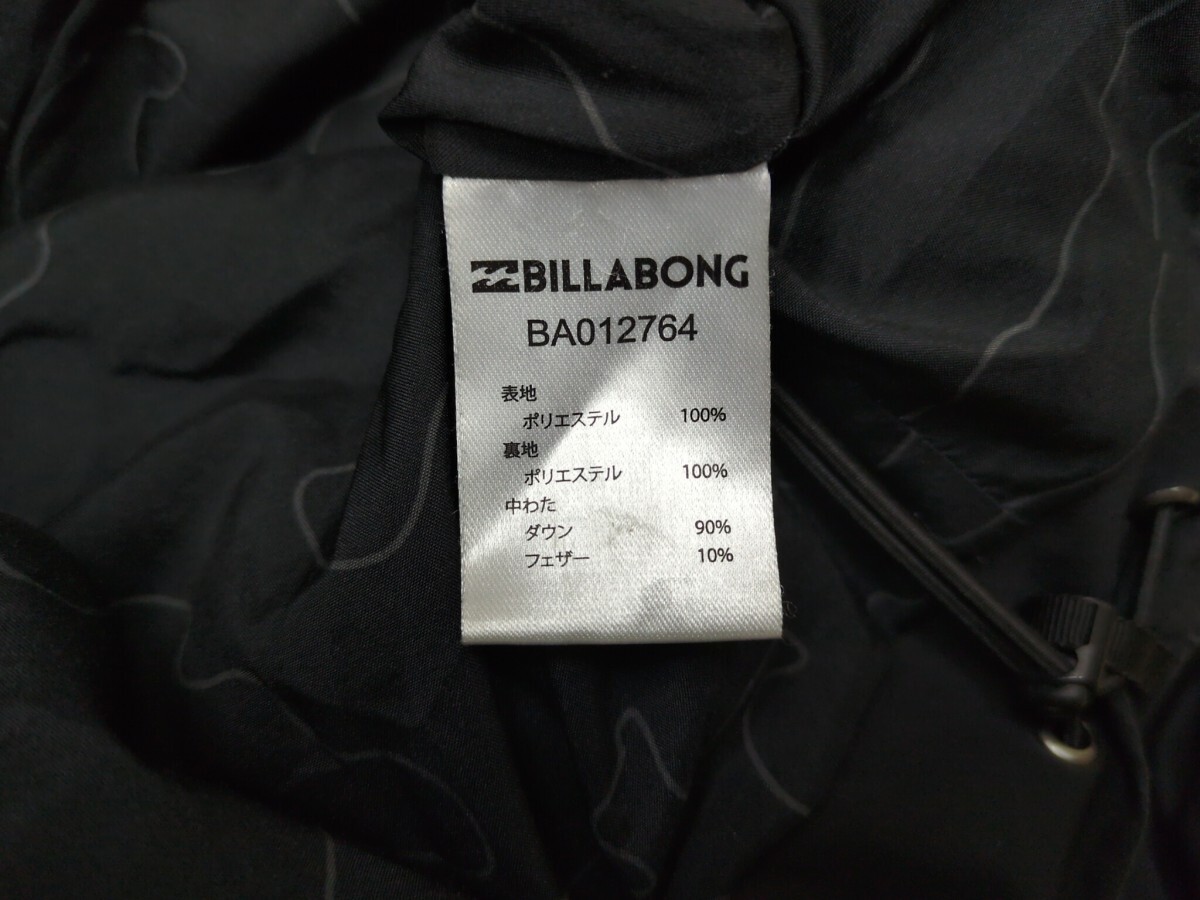 BILLABONG
BA012764
表地
ポリエステル 100%
裏地
ポリエステル 100%
中わた
ダウン 90%
フェザー 10%